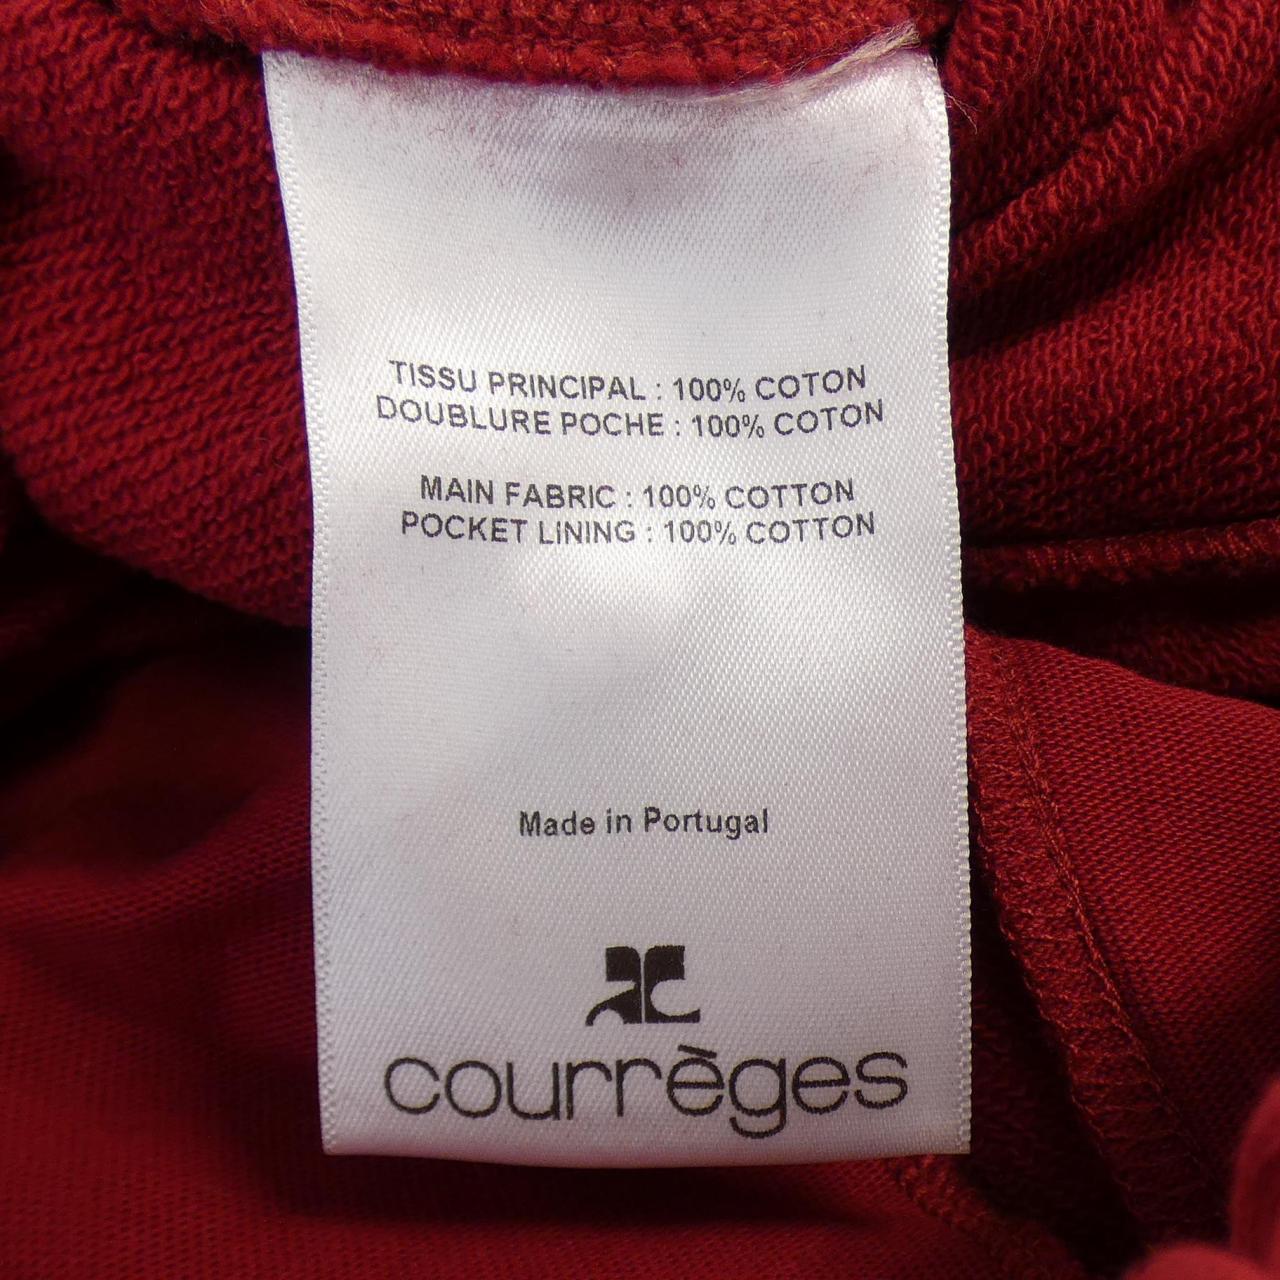 TISSU PRINCIPAL : 100% COTON
DOUBLURE POCHE : 100% COTON
MAIN FABRIC : 100% COTTON
POCKET LINING : 100% COTTON
Made in Portugal
courrèges